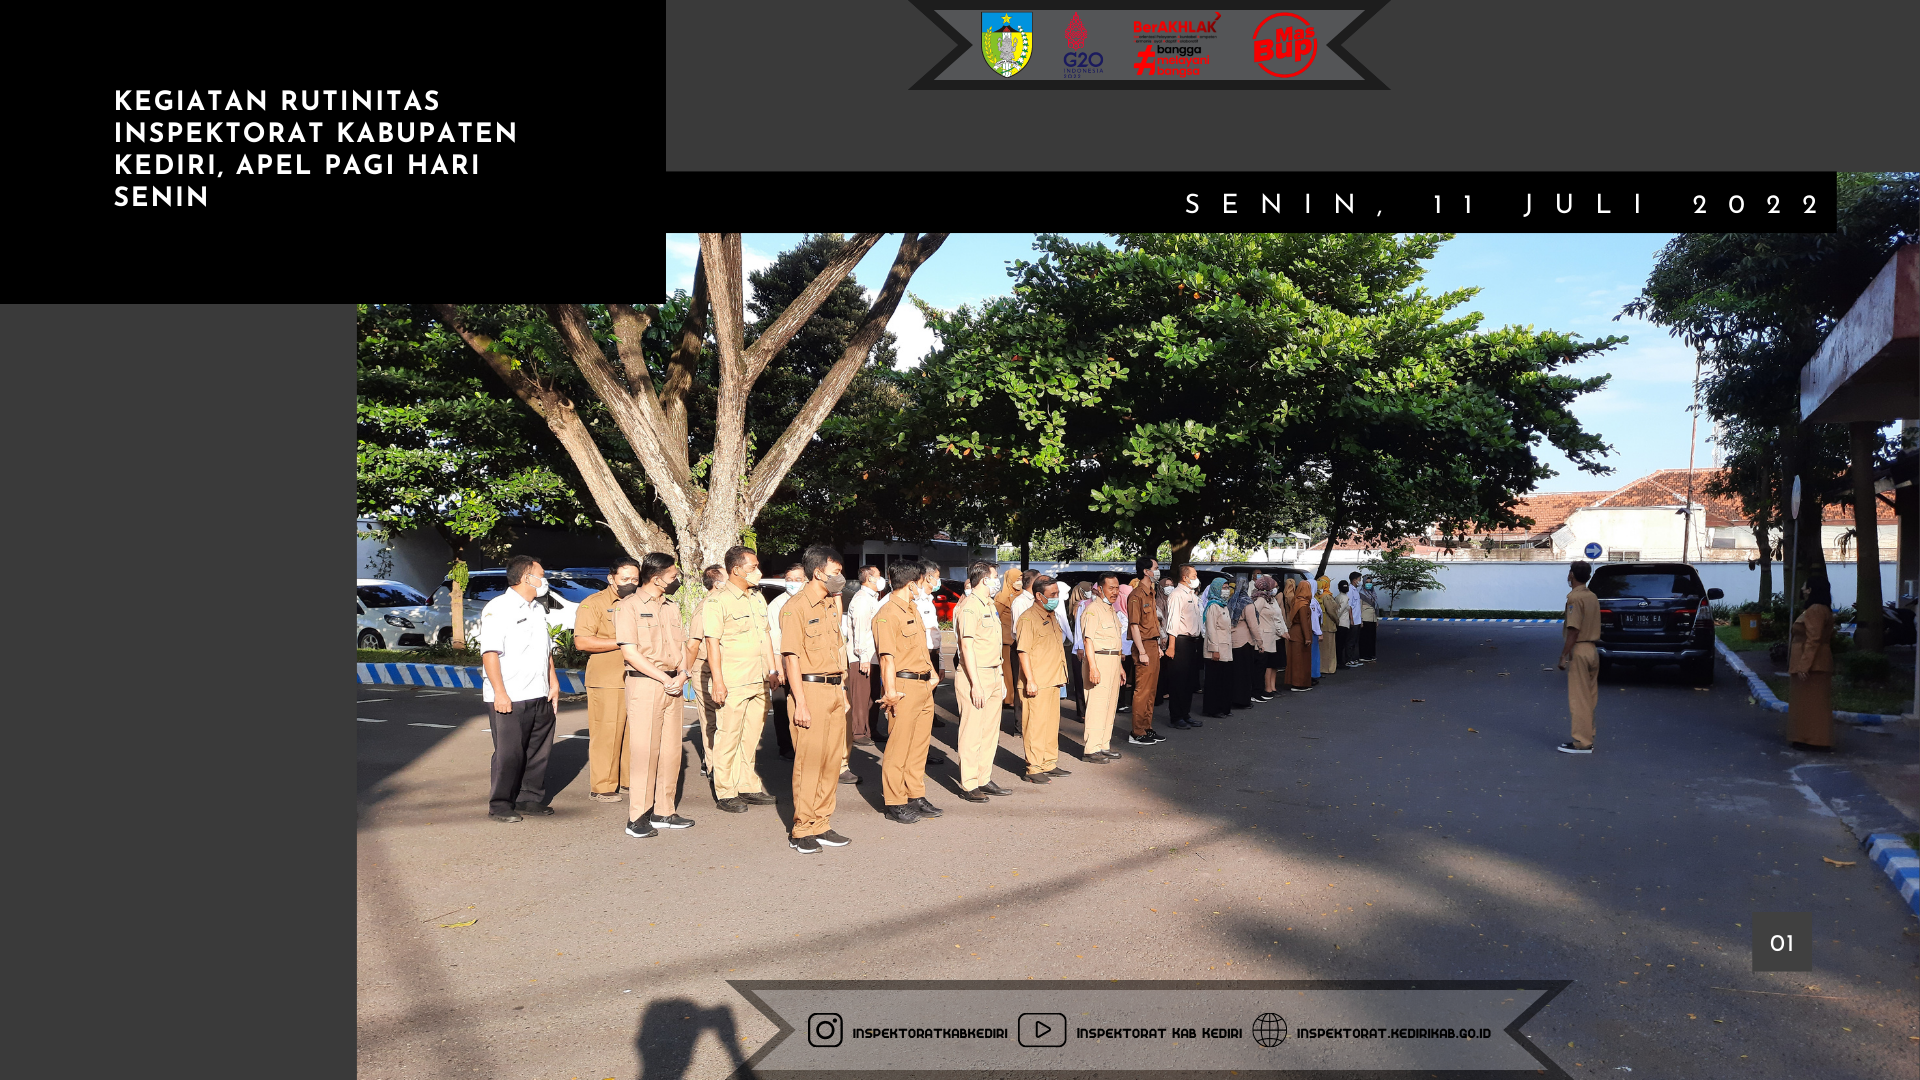 KEGIATAN RUTINITAS
INSPEKTORAT KABUPATEN
KEDIRI, APEL PAGI HARI
SENIN
G20
INDONESIA
2022
BerAKHLAK
#bangga
melayani
bangsa
Mas
BUP
SENIN, 11 JULI 2022
01
INSPEKTORATKABKEDIRI
INSPEKTORAT KAB KEDIRI
INSPEKTORAT.KEDIRIKAB.GO.ID